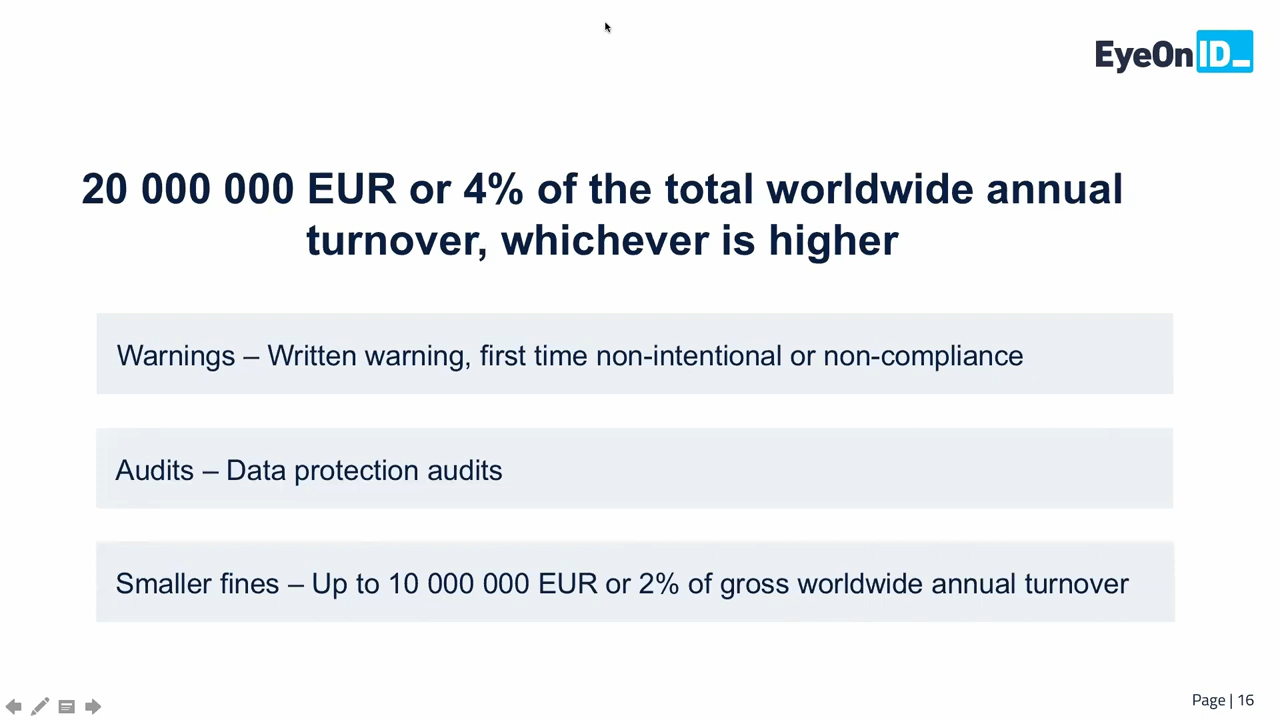 EyeOnID_
20 000 000 EUR or 4% of the total worldwide annual
turnover, whichever is higher
Warnings – Written warning, first time non-intentional or non-compliance
Audits – Data protection audits
Smaller fines – Up to 10 000 000 EUR or 2% of gross worldwide annual turnover
Page | 16